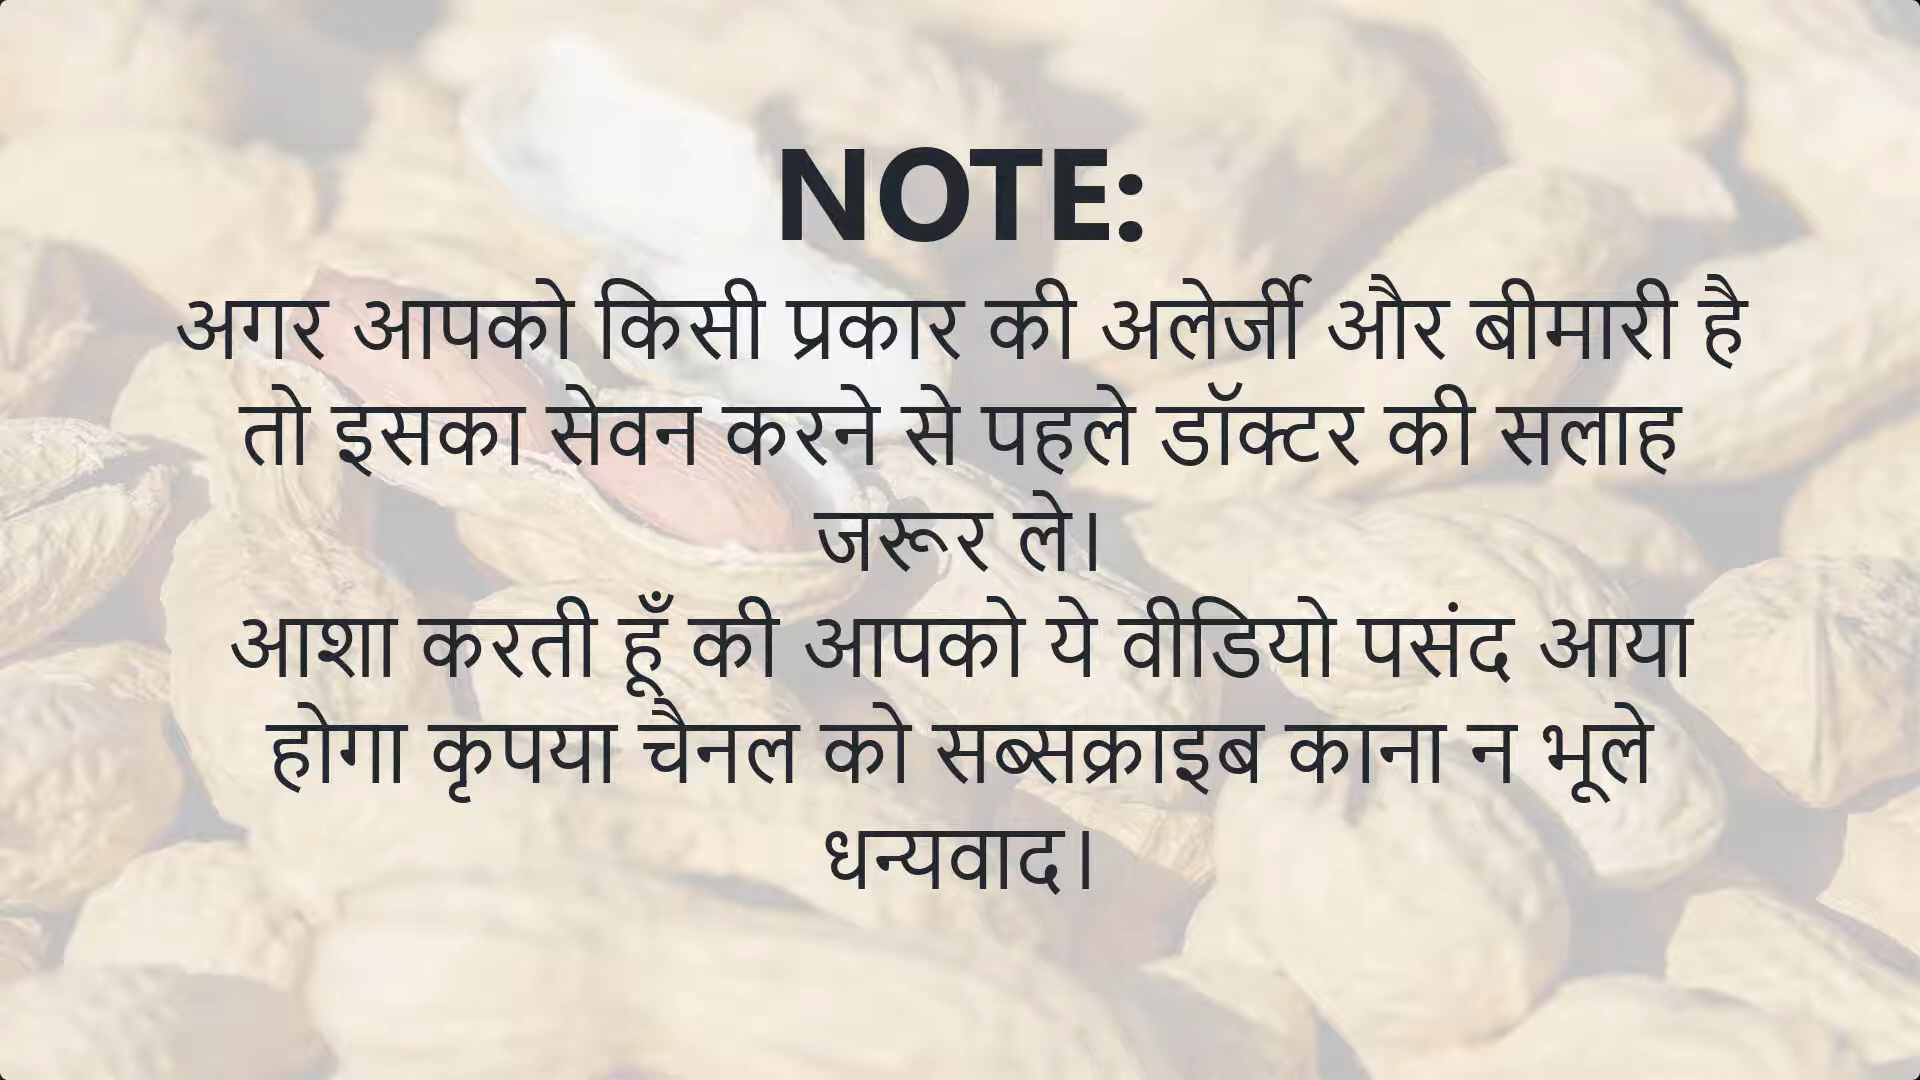 NOTE:
अगर आपको किसी प्रकार की अलेर्जी और बीमारी है
तो इसका सेवन करने से पहले डॉक्टर की सलाह
जरूर ले।
आशा करती हूँ की आपको ये वीडियो पसंद आया
होगा कृपया चैनल को सब्सक्राइब काना न भूले
धन्यवाद।